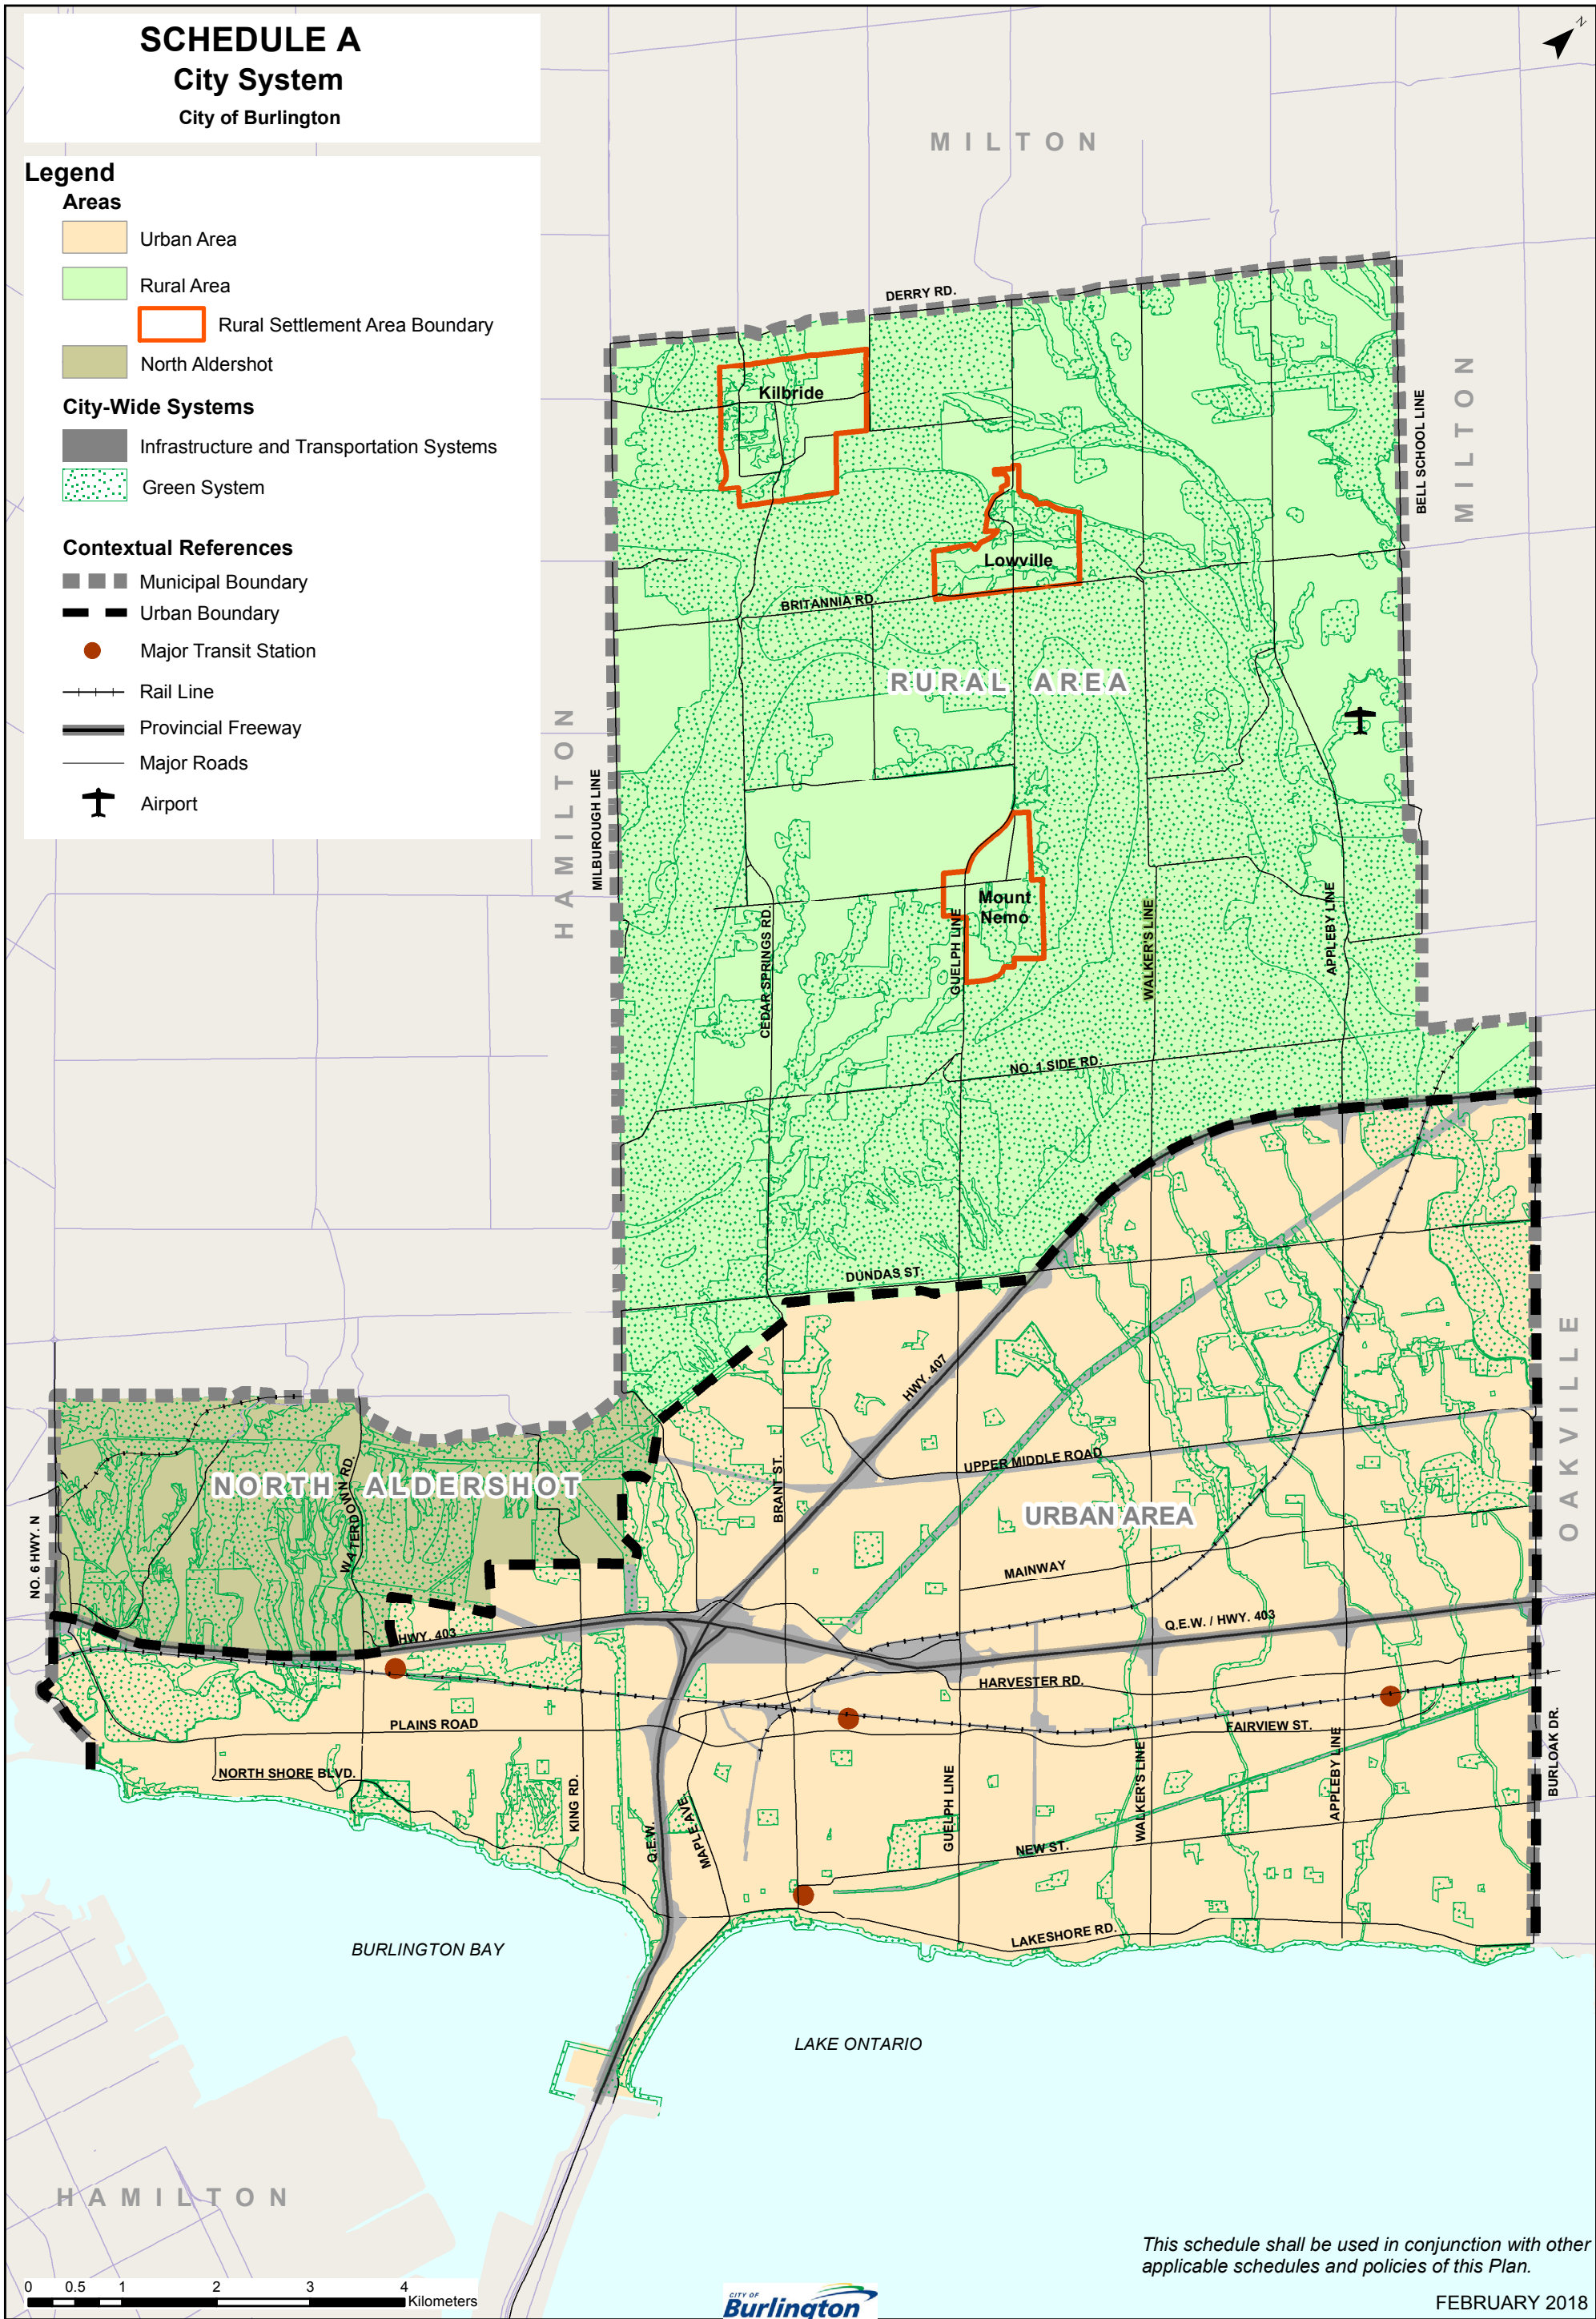 SCHEDULE A
City System
City of Burlington
N
Legend
Areas
Urban Area
Rural Area
Rural Settlement Area Boundary
North Aldershot
City-Wide Systems
Infrastructure and Transportation Systems
Green System
Contextual References
Municipal Boundary
Urban Boundary
Major Transit Station
Rail Line
Provincial Freeway
Major Roads
Airport
MILTON
DERRY RD.
Kilbride
BELL SCHOOL LINE
MILTON
Lowville
BRITANNIA RD.
RURAL AREA
HAMILTON
MILBOROUGH LINE
Mount
Nemo
CEDAR SPRINGS RD.
GUELPH LINE
WALKER'S LINE
APPLEBY LINE
NO. 1 SIDE RD.
DUNDAS ST.
HWY. 407
OAKVILLE
UPPER MIDDLE ROAD
BRANT ST.
NORTH ALDERSHOT
WATERDOWN RD.
URBAN AREA
NO. 6 HWY. N
MAINWAY
HWY. 403
Q.E.W. / HWY. 403
HARVESTER RD.
PLAINS ROAD
FAIRVIEW ST.
NORTH SHORE BLVD.
KING RD.
Q.E.W.
MAPLE AVE.
GUELPH LINE
WALKER'S LINE
APPLEBY LINE
BURLOAK DR.
NEW ST.
LAKESHORE RD.
BURLINGTON BAY
LAKE ONTARIO
HAMILTON
This schedule shall be used in conjunction with other
applicable schedules and policies of this Plan.
0 0.5 1 2 3 4
Kilometers
CITY OF
Burlington
FEBRUARY 2018